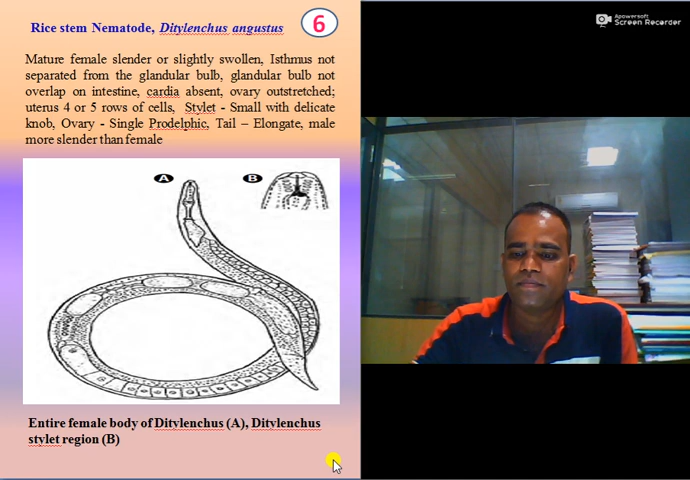 Rice stem Nematode, Ditylenchus angustus
6
Mature female slender or slightly swollen, Isthmus not
separated from the glandular bulb, glandular bulb not
overlap on intestine, cardia absent, ovary outstretched;
uterus 4 or 5 rows of cells, Stylet - Small with delicate
knob, Ovary - Single Prodelphic, Tail – Elongate, male
more slender than female
A
B
Entire female body of Ditylenchus (A), Ditylenchus
stylet region (B)
Apowersoft
Screen Recorder